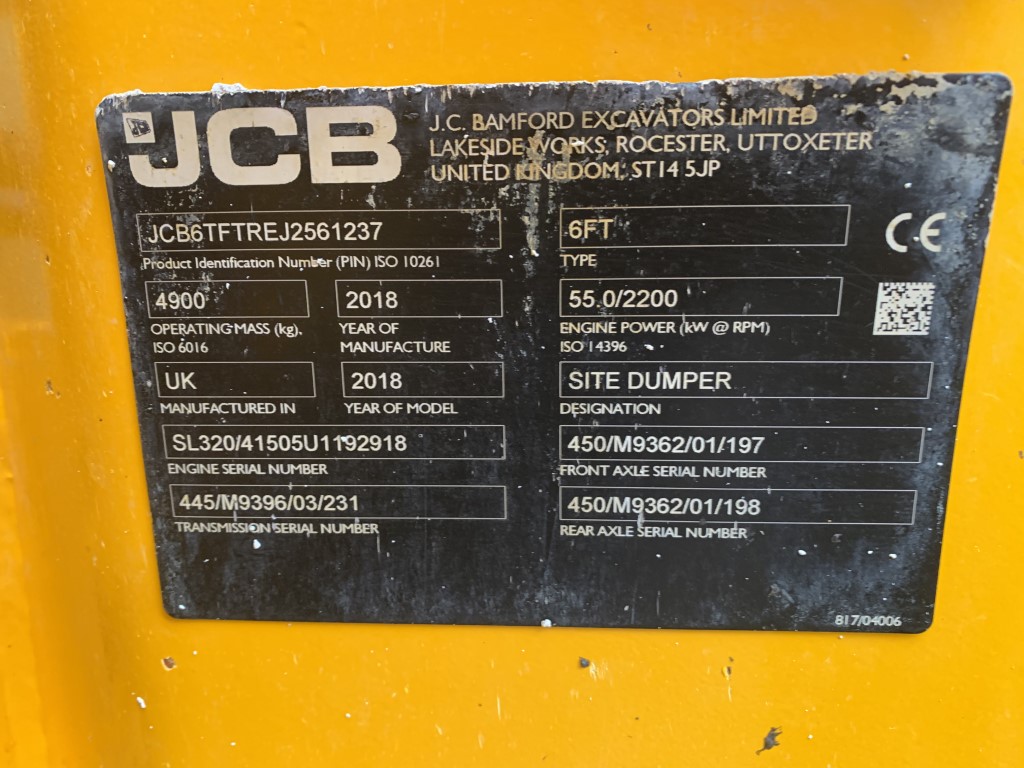 JCB
J.C. BAMFORD EXCAVATORS LIMITED
LAKESIDE WORKS, ROCESTER, UTTOXETER
UNITED KINGDOM, ST14 5JP
JCB6TFTREJ2561237
Product Identification Number (PIN) ISO 10261
6FT
TYPE
CE
4900
OPERATING MASS (kg),
ISO 6016
2018
YEAR OF
MANUFACTURE
55.0/2200
ENGINE POWER (kW @ RPM)
ISO 14396
UK
MANUFACTURED IN
2018
YEAR OF MODEL
SITE DUMPER
DESIGNATION
SL320/41505U1192918
ENGINE SERIAL NUMBER
450/M9362/01/197
FRONT AXLE SERIAL NUMBER
445/M9396/03/231
TRANSMISSION SERIAL NUMBER
450/M9362/01/198
REAR AXLE SERIAL NUMBER
817/04006